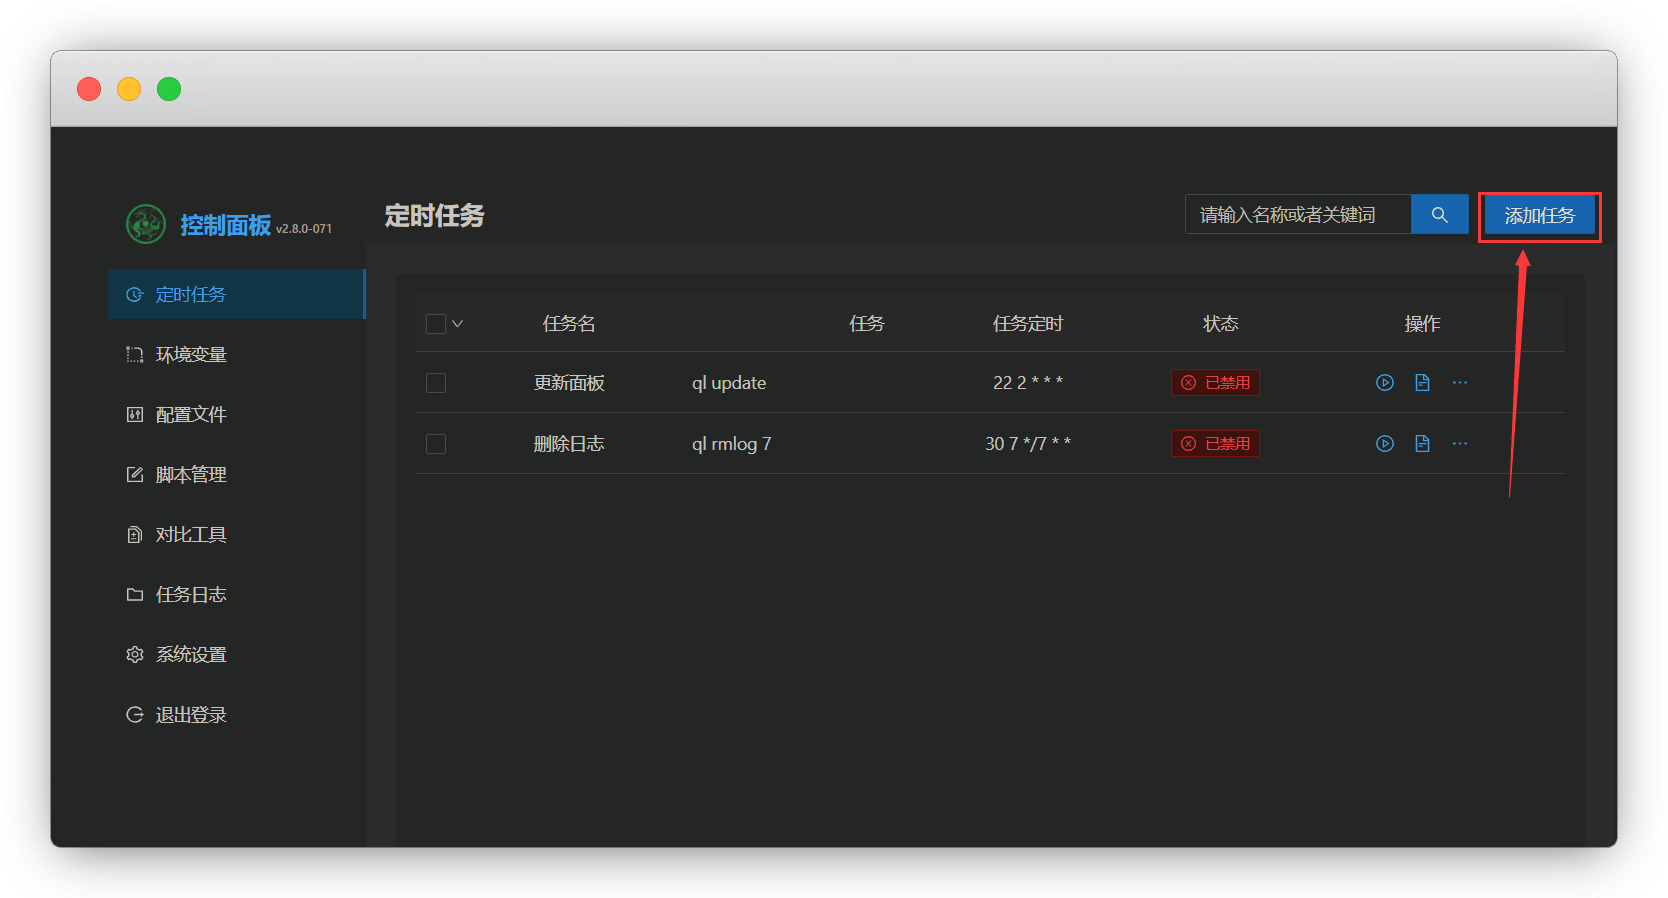 控制面板 v2.8.0-071
定时任务
环境变量
配置文件
脚本管理
对比工具
任务日志
系统设置
退出登录
定时任务
请输入名称或者关键词
添加任务
任务名 任务 任务定时 状态 操作
更新面板 ql update 22 2 * * * 已禁用
删除日志 ql rmlog 7 30 7 */7 * * 已禁用